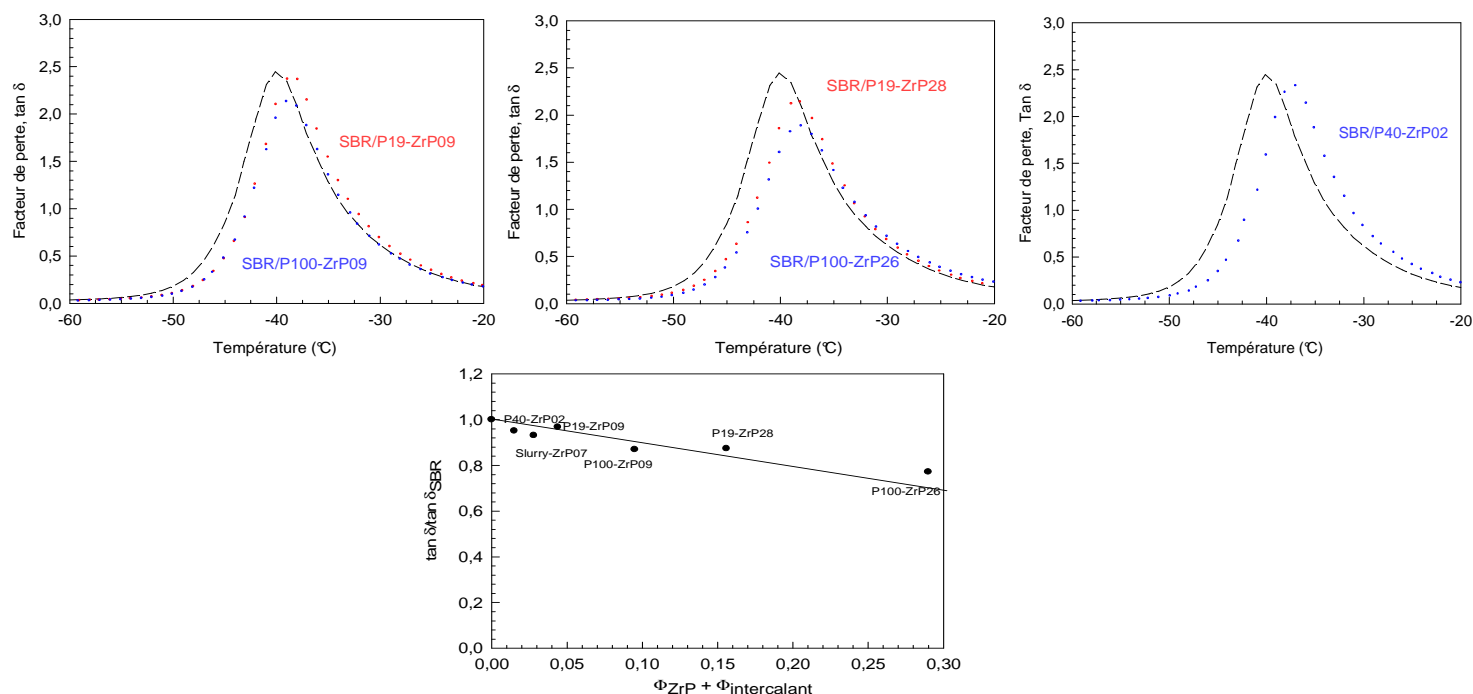 3,0
2,5
2,0
1,5
1,0
0,5
0,0
Facteur de perte, tan δ
SBR/P19-ZrP09
SBR/P100-ZrP09
-60 -50 -40 -30 -20
Température (°C)
3,0
2,5
2,0
1,5
1,0
0,5
0,0
Facteur de perte, tan δ
SBR/P19-ZrP28
SBR/P100-ZrP26
-60 -50 -40 -30 -20
Température (°C)
3,0
2,5
2,0
1,5
1,0
0,5
0,0
Facteur de perte, Tan δ
SBR/P40-ZrP02
-60 -50 -40 -30 -20
Température (°C)
1,2
1,0
0,8
0,6
0,4
0,2
0,0
tan δ/tan δSBR
P40-ZrP02
P19-ZrP09
Slurry-ZrP07
P100-ZrP09
P19-ZrP28
P100-ZrP26
0,00 0,05 0,10 0,15 0,20 0,25 0,30
ΦZrP + Φintercalant